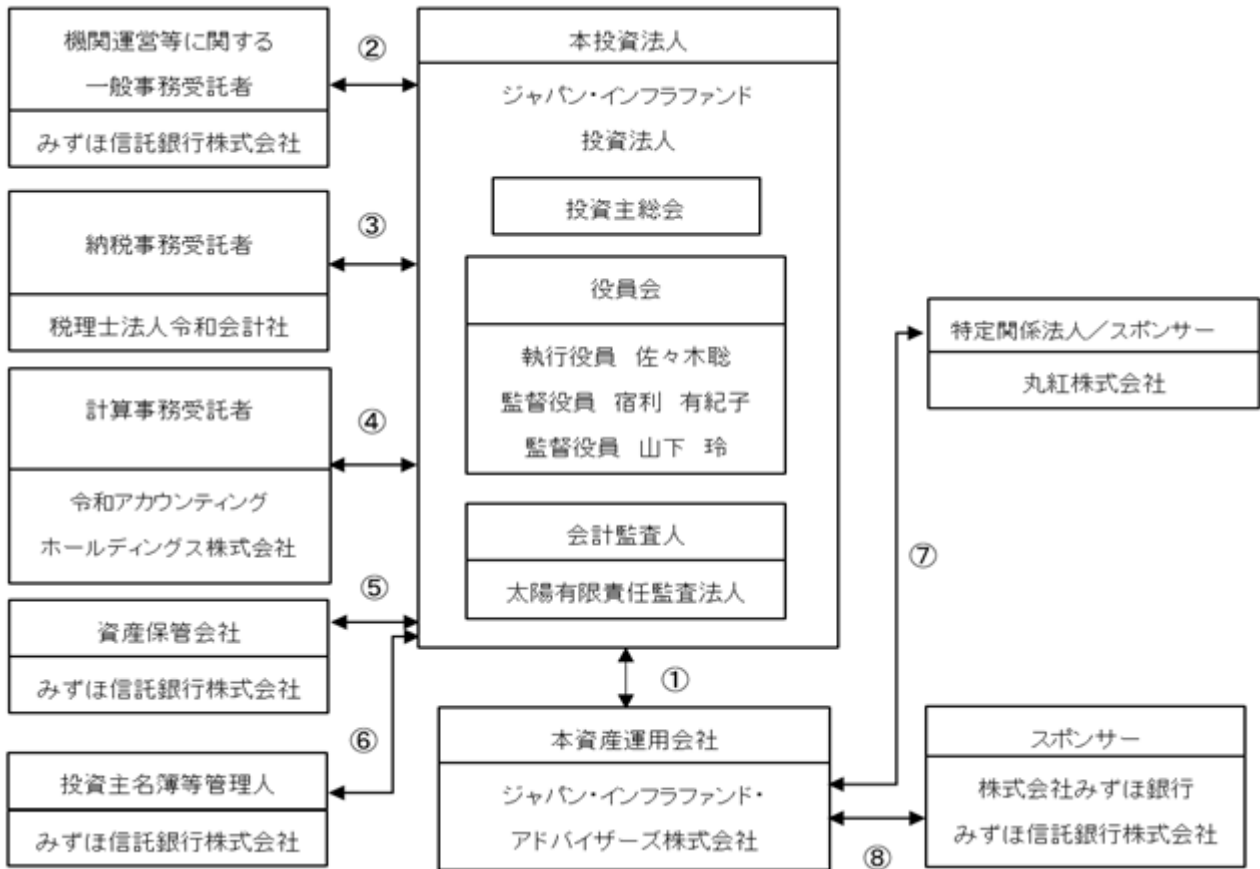 機関運営等に関する
一般事務受託者
みずほ信託銀行株式会社
②
納税事務受託者
税理士法人令和会計社
③
計算事務受託者
令和アカウンティング
ホールディングス株式会社
④
資産保管会社
みずほ信託銀行株式会社
⑤
投資主名簿等管理人
みずほ信託銀行株式会社
⑥
本投資法人
ジャパン・インフラファンド
投資法人
投資主総会
役員会
執行役員 佐々木聡
監督役員 宿利 有紀子
監督役員 山下 玲
会計監査人
太陽有限責任監査法人
①
本資産運用会社
ジャパン・インフラファンド・
アドバイザーズ株式会社
特定関係法人／スポンサー
丸紅株式会社
⑦
スポンサー
株式会社みずほ銀行
みずほ信託銀行株式会社
⑧